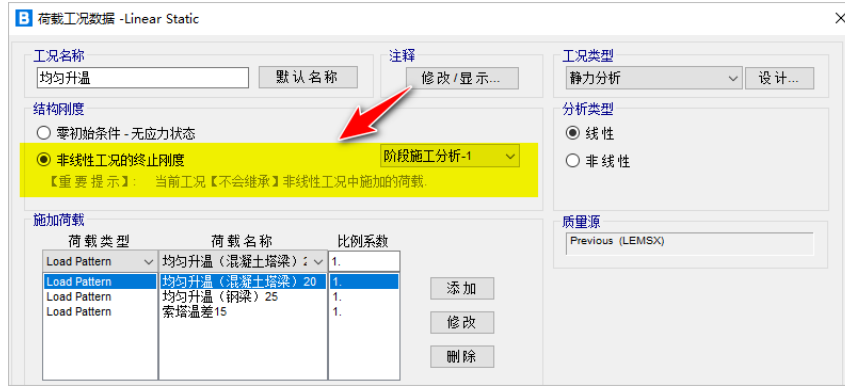 B 荷载工况数据 -Linear Static
工况名称
均匀升温
默认名称
注释
修改/显示...
工况类型
静力分析
设计...
结构刚度
零初始条件 - 无应力状态
非线性工况的终止刚度
阶段施工分析-1
【重要提示】： 当前工况【不会继承】非线性工况中施加的荷载.
分析类型
线性
非线性
施加荷载
荷载类型 荷载名称 比例系数
Load Pattern 均匀升温（混凝土塔梁）2 1.
Load Pattern 均匀升温（混凝土塔梁）20 1.
Load Pattern 均匀升温（钢梁）25 1.
Load Pattern 索塔温差15 1.
添加
修改
删除
质量源
Previous (LEMSX)